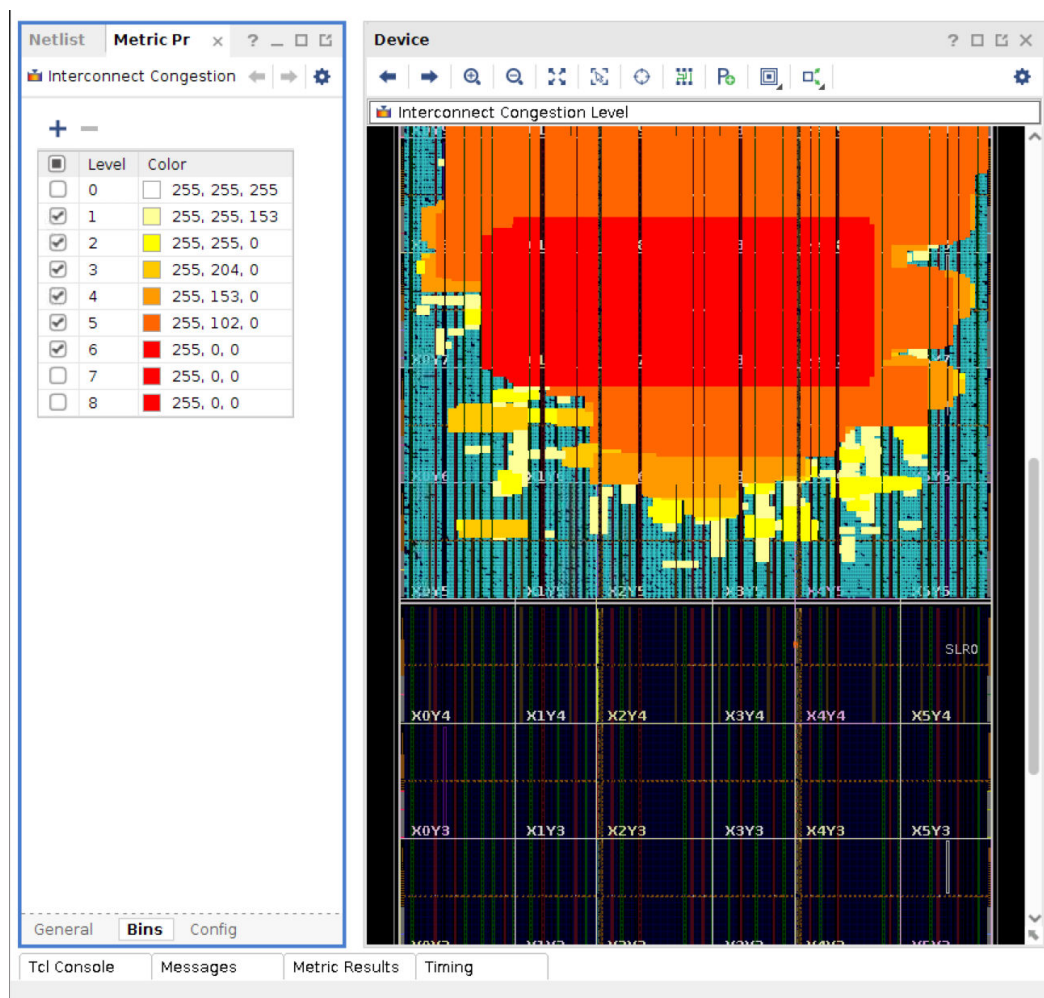 Netlist Metric Pr × ? Device ?
Interconnect Congestion
Interconnect Congestion Level
Level Color
0 255, 255, 255
1 255, 255, 153
2 255, 255, 0
3 255, 204, 0
4 255, 153, 0
5 255, 102, 0
6 255, 0, 0
7 255, 0, 0
8 255, 0, 0
X0Y5 X1Y5 X2Y5 X3Y5 X4Y5
SLR0
X0Y4 X1Y4 X2Y4 X3Y4 X4Y4 X5Y4
X0Y3 X1Y3 X2Y3 X3Y3 X4Y3 X5Y3
General Bins Config
Tcl Console Messages Metric Results Timing